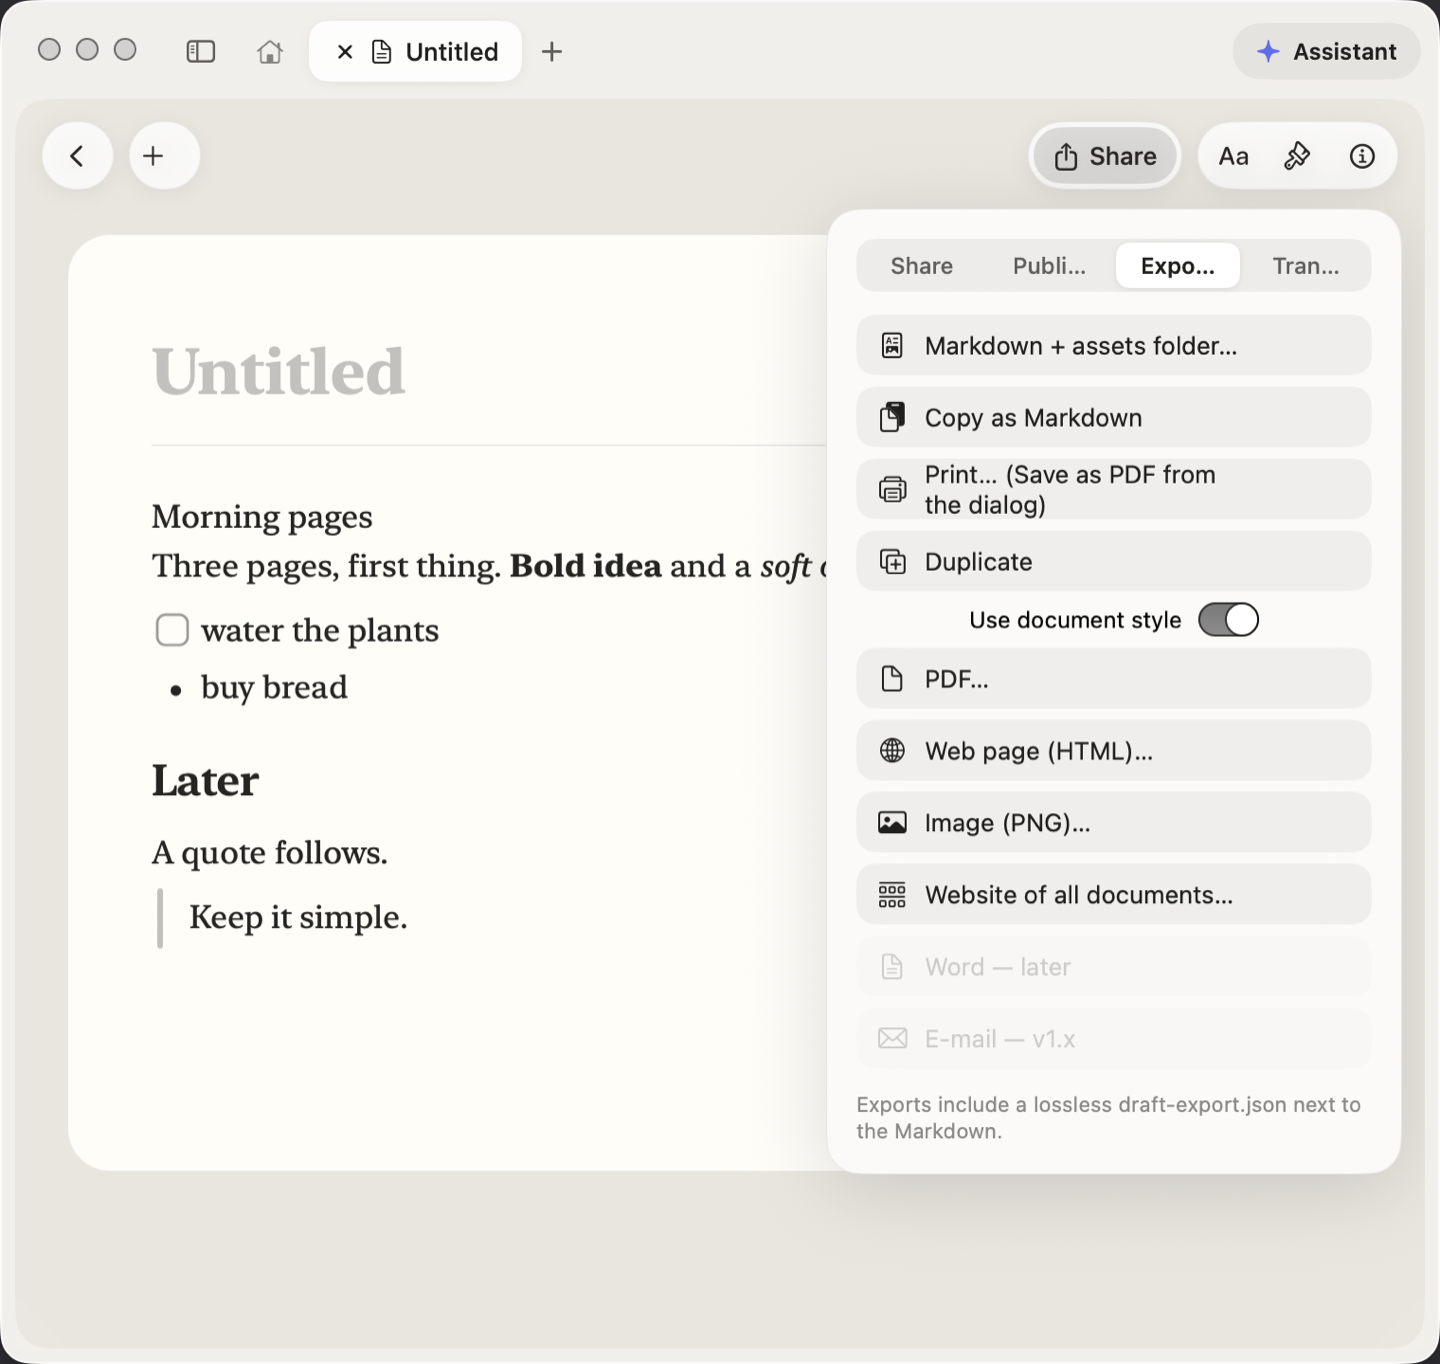 Untitled
Assistant
Share
Aa
Share
Publi...
Expo...
Tran...
Untitled
Morning pages
Three pages, first thing. Bold idea and a soft
water the plants
• buy bread
Later
A quote follows.
Keep it simple.
Markdown + assets folder...
Copy as Markdown
Print... (Save as PDF from
the dialog)
Duplicate
Use document style
PDF...
Web page (HTML)...
Image (PNG)...
Website of all documents...
Word — later
E-mail — v1.x
Exports include a lossless draft-export.json next to
the Markdown.